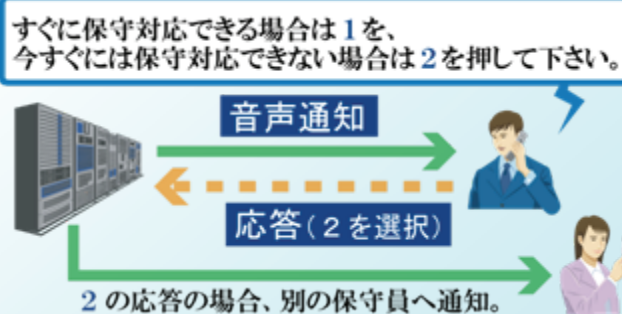 すぐに保守対応できる場合は1を、
今すぐには保守対応できない場合は2を押して下さい。
音声通知
応答(2を選択)
2の応答の場合、別の保守員へ通知。